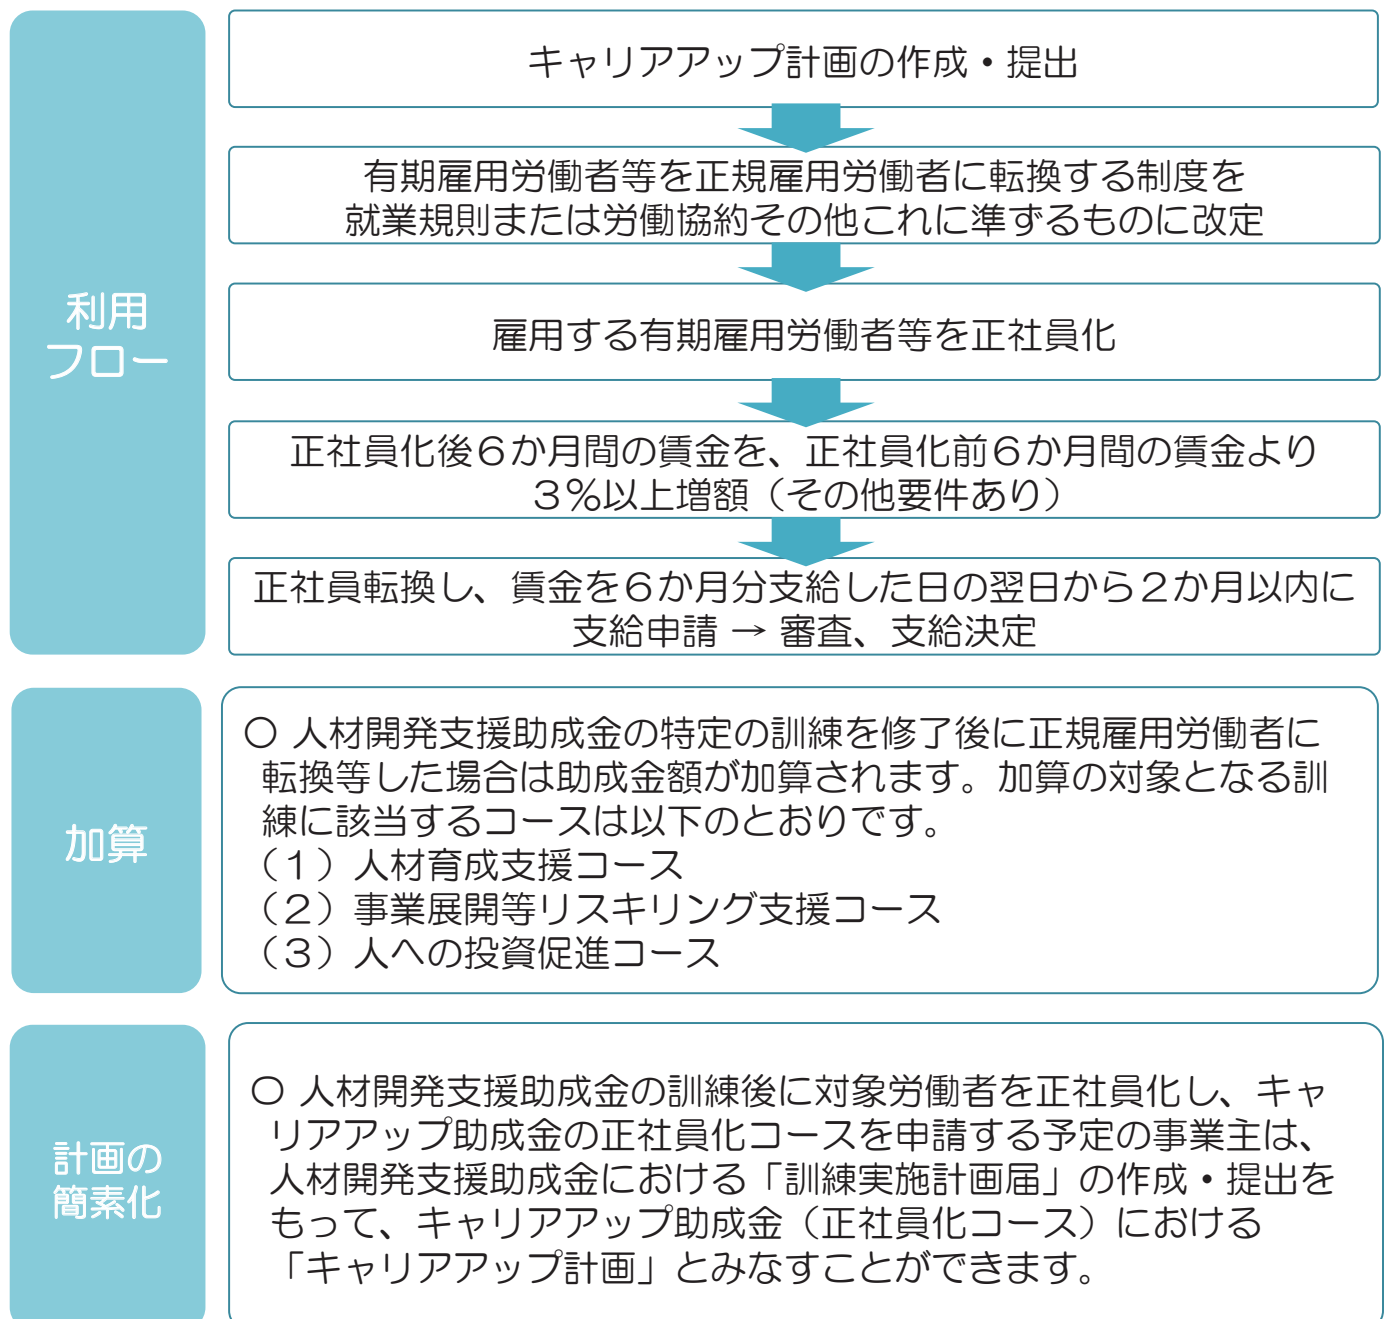 利用
フロー
キャリアアップ計画の作成・提出
有期雇用労働者等を正規雇用労働者に転換する制度を
就業規則または労働協約その他これに準ずるものに改定
雇用する有期雇用労働者等を正社員化
正社員化後６か月間の賃金を、正社員化前６か月間の賃金より
３％以上増額（その他要件あり）
正社員転換し、賃金を６か月分支給した日の翌日から２か月以内に
支給申請 → 審査、支給決定
加算
〇 人材開発支援助成金の特定の訓練を修了後に正規雇用労働者に
転換等した場合は助成金額が加算されます。加算の対象となる訓
練に該当するコースは以下のとおりです。
（１）人材育成支援コース
（２）事業展開等リスキリング支援コース
（３）人への投資促進コース
計画の
簡素化
〇 人材開発支援助成金の訓練後に対象労働者を正社員化し、キャ
リアアップ助成金の正社員化コースを申請する予定の事業主は、
人材開発支援助成金における「訓練実施計画届」の作成・提出を
もって、キャリアアップ助成金（正社員化コース）における
「キャリアアップ計画」とみなすことができます。